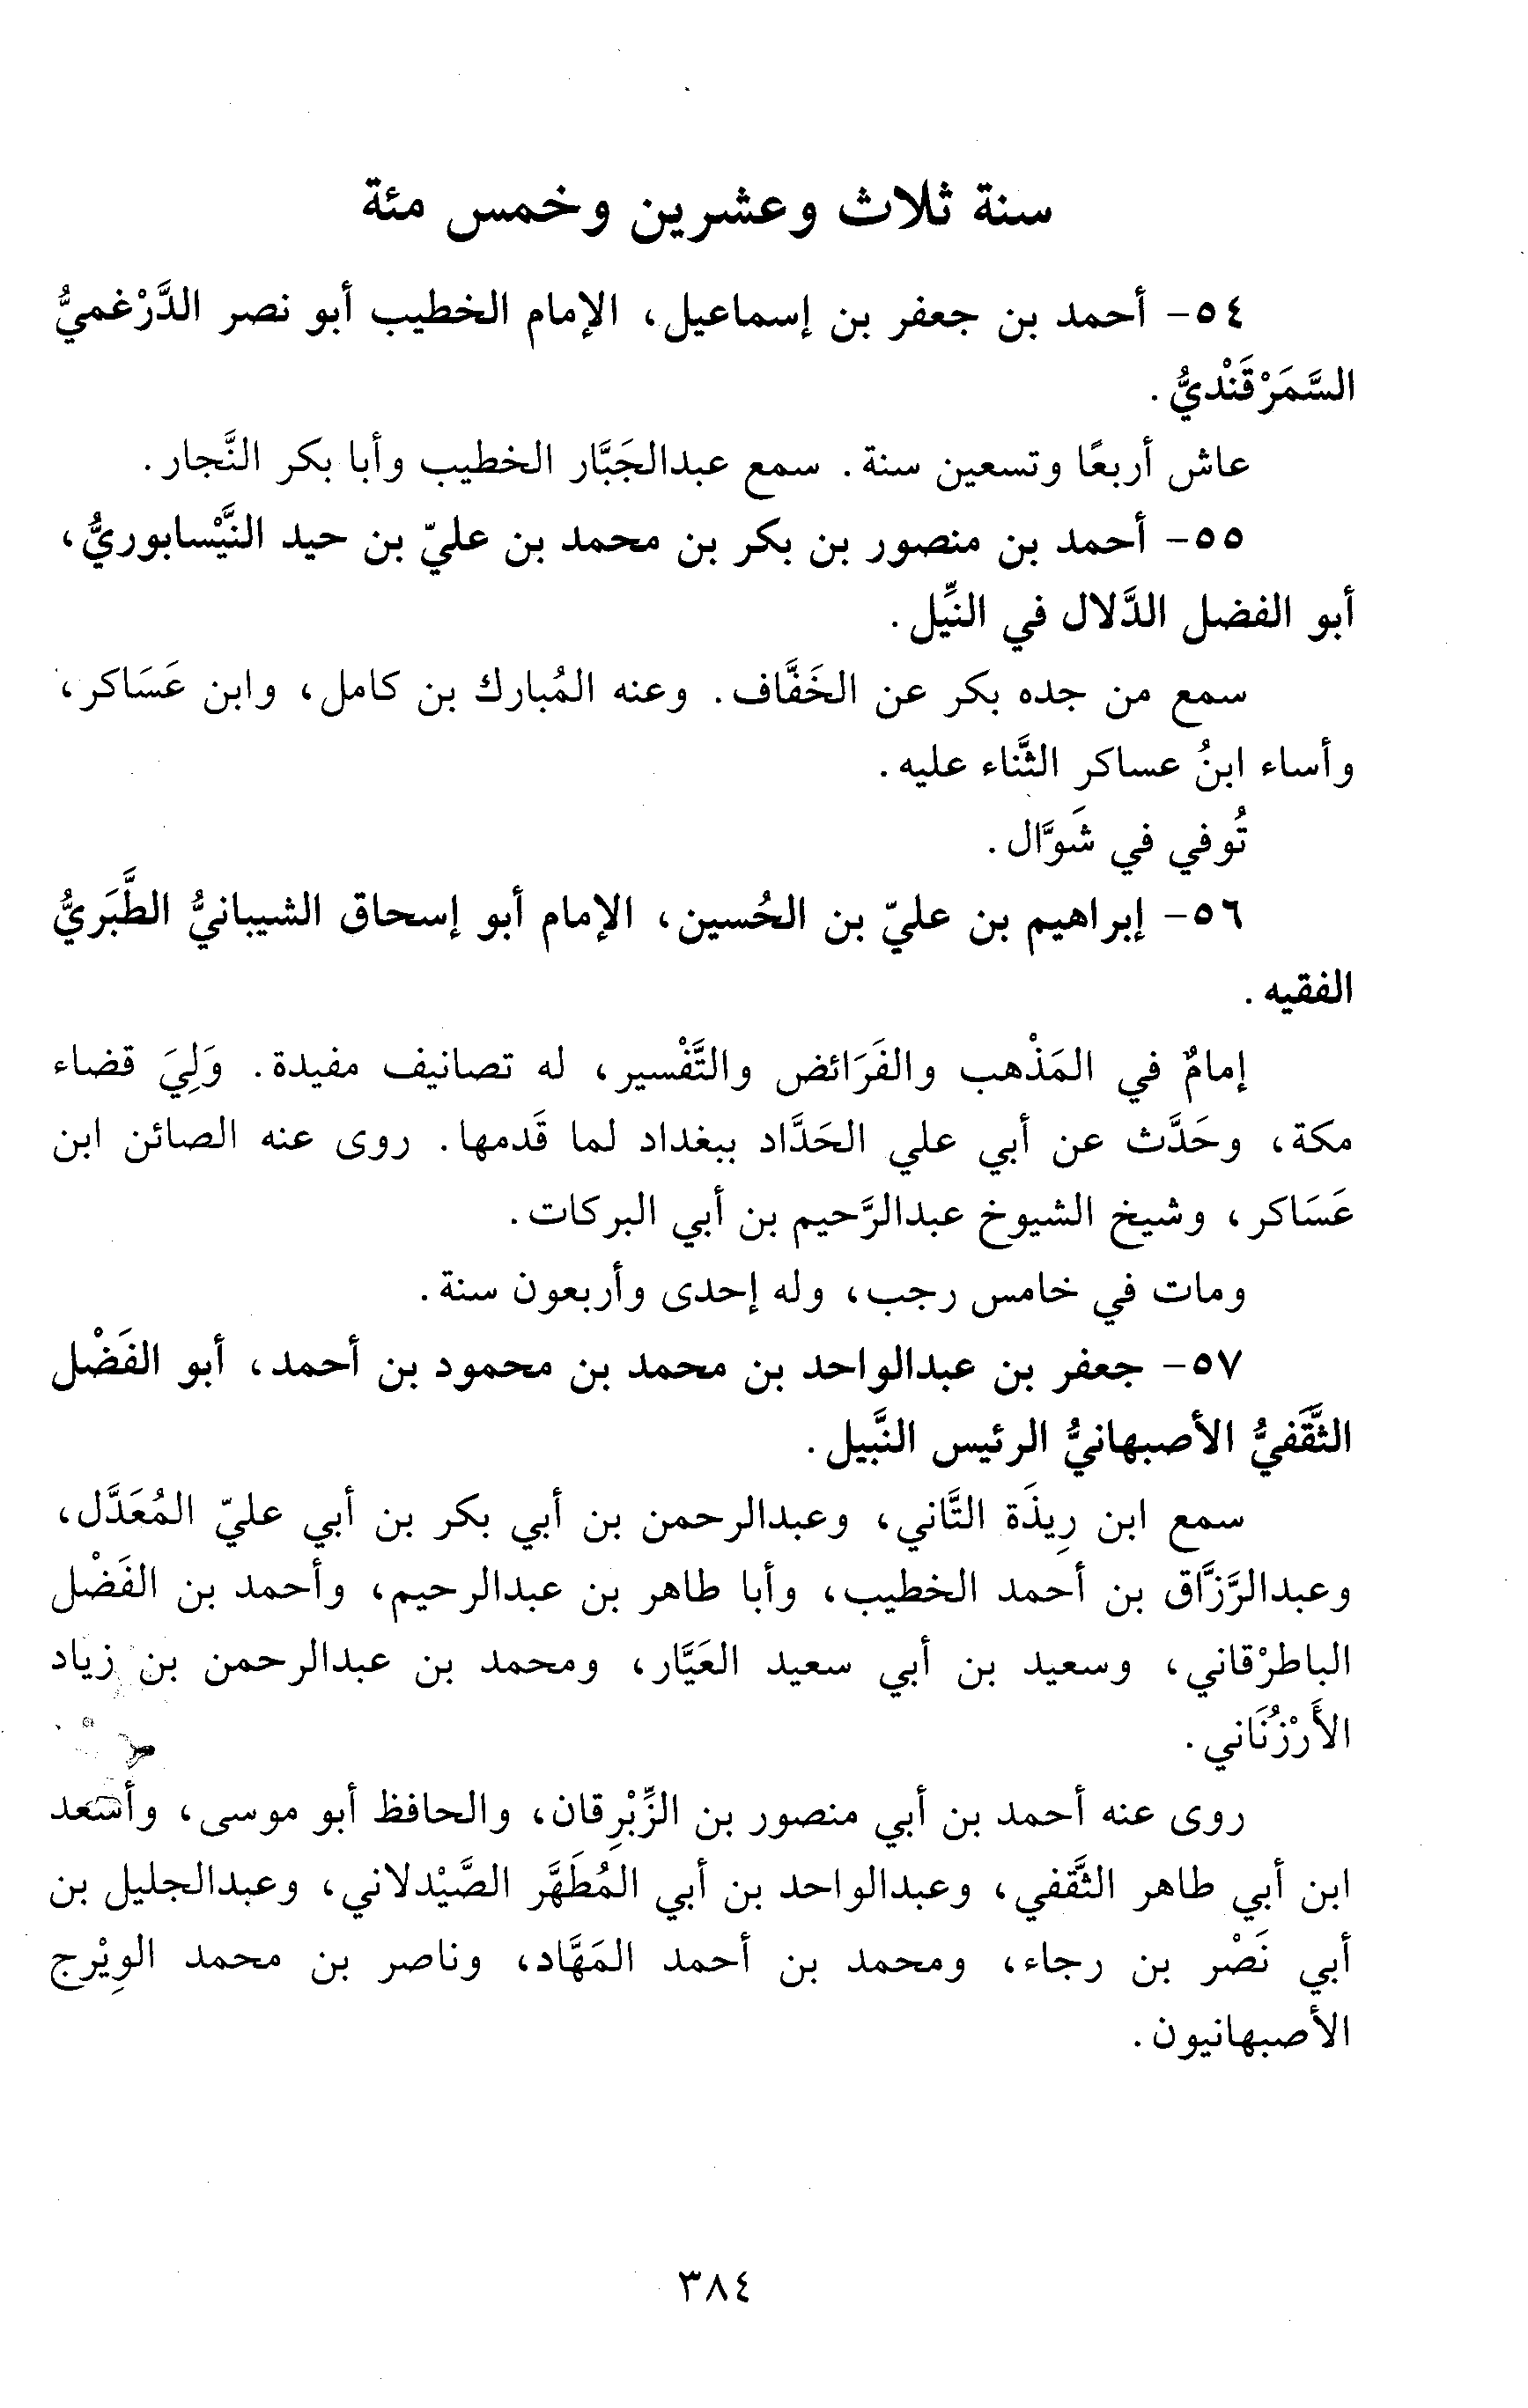 سنة ثلاث وعشرين وخمس مئة
٥٤- أحمد بن جعفر بن إسماعيل، الإمام الخطيب أبو نصر الدَّرْغميُّ
السَّمَرْقَنْديُّ.
عاش أربعًا وتسعين سنة. سمع عبدالجَبَّار الخطيب وأبا بكر النَّجار.
٥٥- أحمد بن منصور بن بكر بن محمد بن عليّ بن حيد النَّيْسابوريُّ،
أبو الفضل الدَّلال في النِّيل.
سمع من جده بكر عن الخَفَّاف. وعنه المُبارك بن كامل، وابن عَسَاكر،
وأساء ابنُ عساكر الثَّناء عليه.
تُوفي في شَوَّال.
٥٦- إبراهيم بن عليّ بن الحُسين، الإمام أبو إسحاق الشيبانيُّ الطَّبَريُّ
الفقيه.
إمامٌ في المَذْهب والفَرَائض والتَّفْسير، له تصانيف مفيدة. وَلِيَ قضاء
مكة، وحَدَّث عن أبي علي الحَدَّاد ببغداد لما قَدمها. روى عنه الصائن ابن
عَسَاكر، وشيخ الشيوخ عبدالرَّحيم بن أبي البركات.
ومات في خامس رجب، وله إحدى وأربعون سنة.
٥٧- جعفر بن عبدالواحد بن محمد بن محمود بن أحمد، أبو الفَضْل
الثَّقَفيُّ الأصبهانيُّ الرئيس النَّبيل.
سمع ابن رِيذَة التَّاني، وعبدالرحمن بن أبي بكر بن أبي عليّ المُعَدَّل،
وعبدالرَّزَّاق بن أحمد الخطيب، وأبا طاهر بن عبدالرحيم، وأحمد بن الفَضْل
الباطرْقاني، وسعيد بن أبي سعيد العَيَّار، ومحمد بن عبدالرحمن بن زياد
الأَرْزُنَاني.
روى عنه أحمد بن أبي منصور بن الزِّبْرِقان، والحافظ أبو موسى، وأسعد
ابن أبي طاهر الثَّقفي، وعبدالواحد بن أبي المُطَهَّر الصَّيْدلاني، وعبدالجليل بن
أبي نَصْر بن رجاء، ومحمد بن أحمد المَهَّاد، وناصر بن محمد الوِيْرج
الأصبهانيون.
٣٨٤